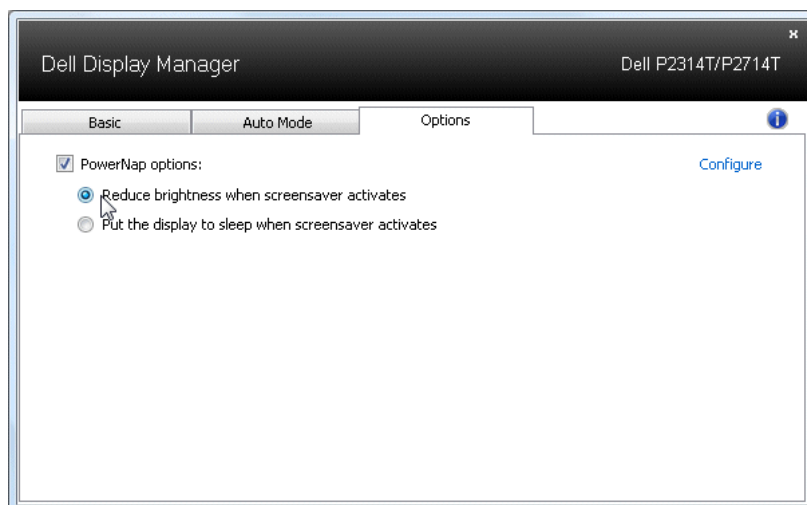 x
Dell Display Manager
Dell P2314T/P2714T
Basic
Auto Mode
Options
i
PowerNap options:
Configure
Reduce brightness when screensaver activates
Put the display to sleep when screensaver activates